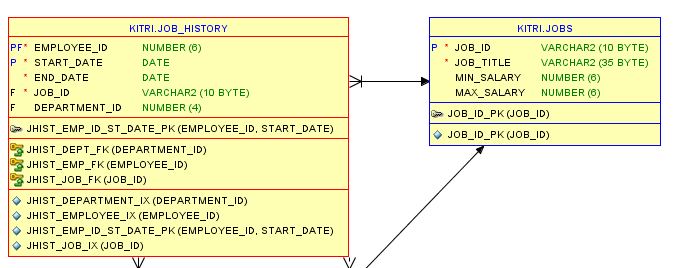 KITRI.JOB_HISTORY
PF* EMPLOYEE_ID NUMBER (6)
P * START_DATE DATE
* END_DATE DATE
F * JOB_ID VARCHAR2 (10 BYTE)
F DEPARTMENT_ID NUMBER (4)
JHIST_EMP_ID_ST_DATE_PK (EMPLOYEE_ID, START_DATE)
JHIST_DEPT_FK (DEPARTMENT_ID)
JHIST_EMP_FK (EMPLOYEE_ID)
JHIST_JOB_FK (JOB_ID)
JHIST_DEPARTMENT_IX (DEPARTMENT_ID)
JHIST_EMPLOYEE_IX (EMPLOYEE_ID)
JHIST_EMP_ID_ST_DATE_PK (EMPLOYEE_ID, START_DATE)
JHIST_JOB_IX (JOB_ID)
KITRI.JOBS
P * JOB_ID VARCHAR2 (10 BYTE)
* JOB_TITLE VARCHAR2 (35 BYTE)
MIN_SALARY NUMBER (6)
MAX_SALARY NUMBER (6)
JOB_ID_PK (JOB_ID)
JOB_ID_PK (JOB_ID)